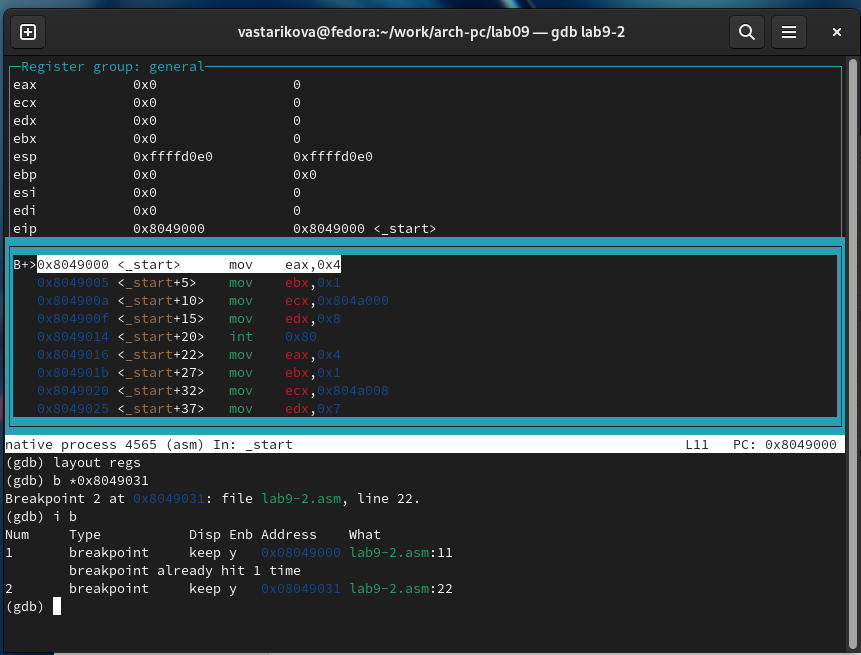 vastarikova@fedora:~/work/arch-pc/lab09 — gdb lab9-2
Register group: general
eax 0x0 0
ecx 0x0 0
edx 0x0 0
ebx 0x0 0
esp 0xffffd0e0 0xffffd0e0
ebp 0x0 0x0
esi 0x0 0
edi 0x0 0
eip 0x8049000 0x8049000 <_start>
B+>0x8049000 <_start> mov eax,0x4
0x8049005 <_start+5> mov ebx,0x1
0x804900a <_start+10> mov ecx,0x804a000
0x804900f <_start+15> mov edx,0x8
0x8049014 <_start+20> int 0x80
0x8049016 <_start+22> mov eax,0x4
0x804901b <_start+27> mov ebx,0x1
0x8049020 <_start+32> mov ecx,0x804a008
0x8049025 <_start+37> mov edx,0x7
native process 4565 (asm) In: _start L11 PC: 0x8049000
(gdb) layout regs
(gdb) b *0x8049031
Breakpoint 2 at 0x8049031: file lab9-2.asm, line 22.
(gdb) i b
Num Type Disp Enb Address What
1 breakpoint keep y 0x08049000 lab9-2.asm:11
breakpoint already hit 1 time
2 breakpoint keep y 0x08049031 lab9-2.asm:22
(gdb)